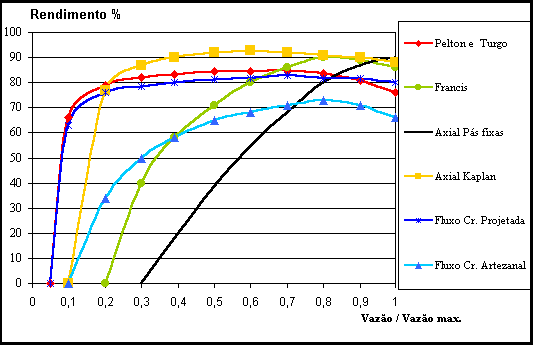 Rendimento %
100
90
80
70
60
50
40
30
20
10
0
0 0,1 0,2 0,3 0,4 0,5 0,6 0,7 0,8 0,9 1
Vazão / Vazão max.
Pelton e Turgo
Francis
Axial Pás fixas
Axial Kaplan
Fluxo Cr. Projetada
Fluxo Cr. Artezanal